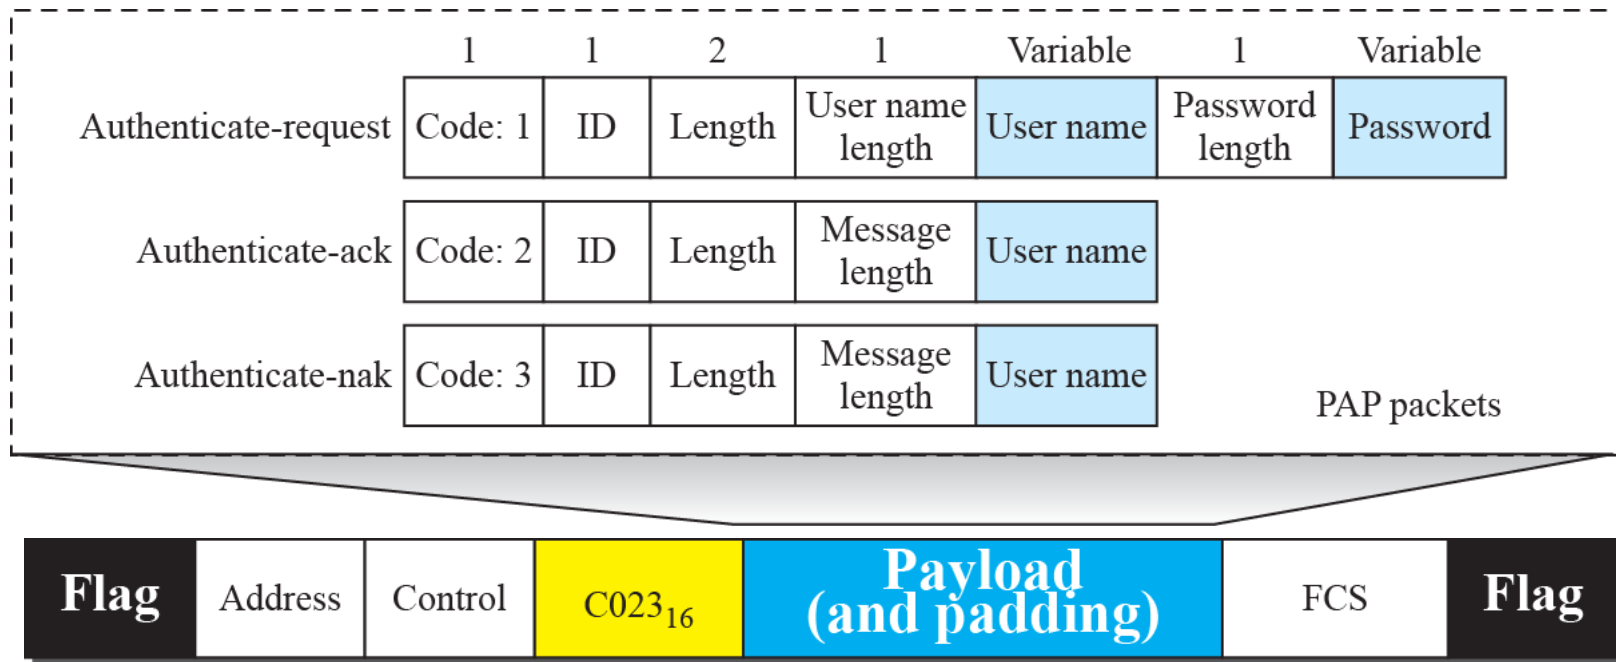 1 1 2 1 Variable 1 Variable
Authenticate-request Code: 1 ID Length User name length User name Password length Password
Authenticate-ack Code: 2 ID Length Message length User name
Authenticate-nak Code: 3 ID Length Message length User name
PAP packets
Flag Address Control C023₁₆ Payload (and padding) FCS Flag